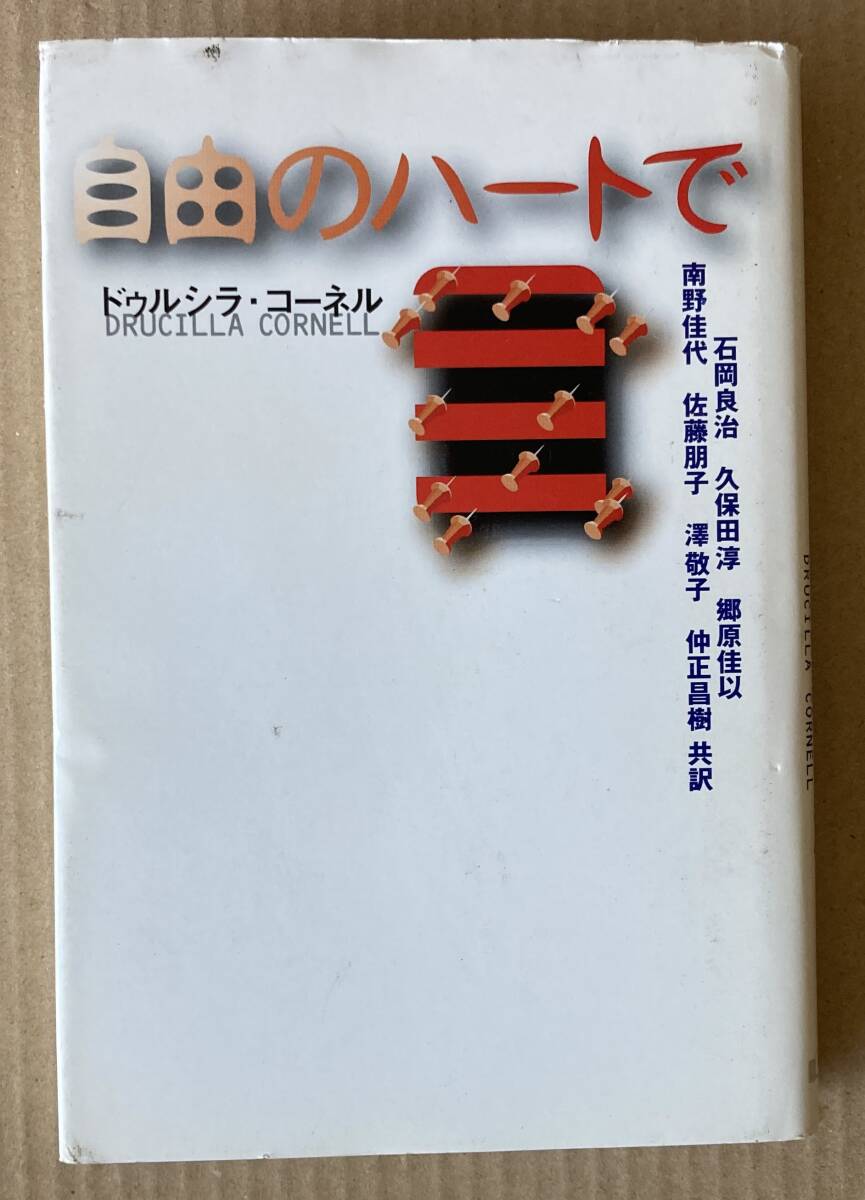 自由のハートで
ドゥルシラ・コーネル
DRUCILLA CORNELL
石岡良治 久保田淳 郷原佳以
南野佳代 佐藤朋子 澤敬子 仲正昌樹 共訳
DRUCILLA CORNELL